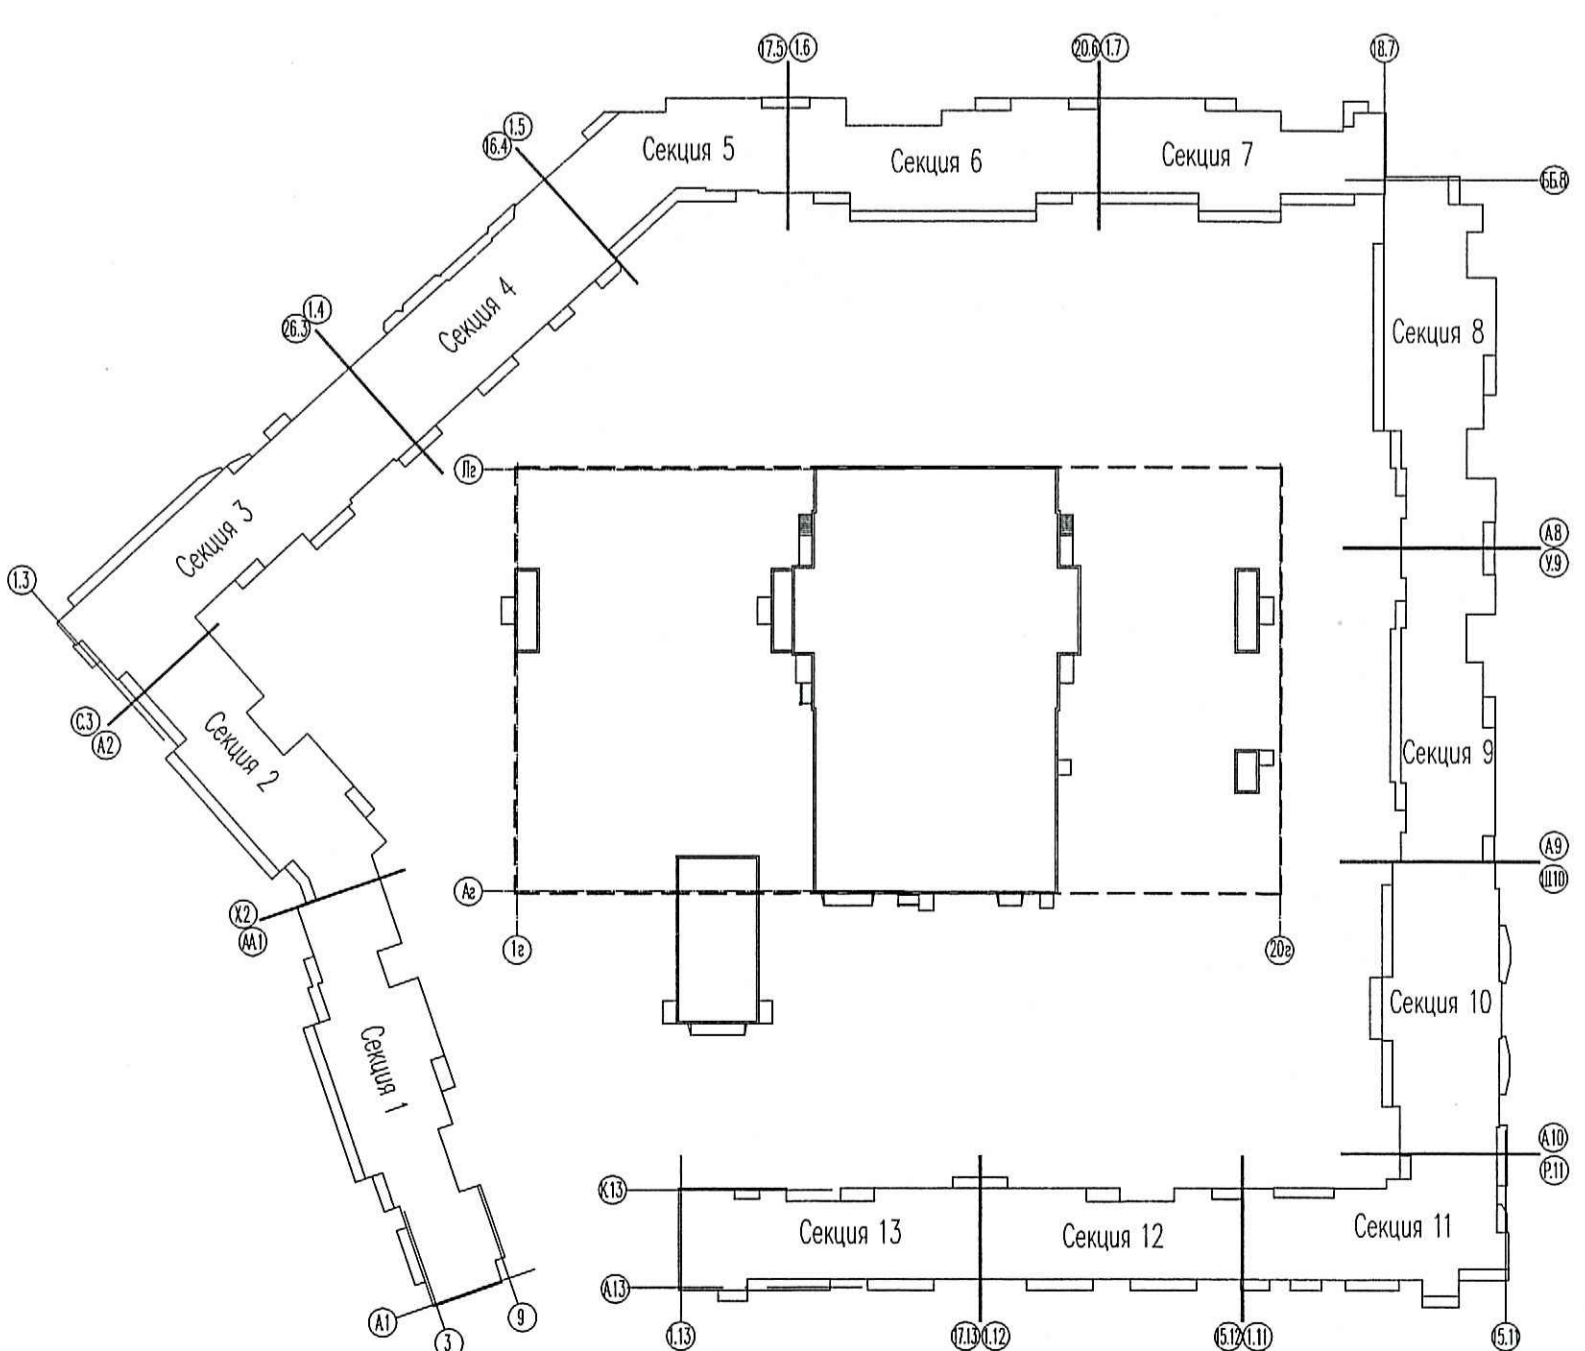 17.5 1.6
20.6 1.7
18.7
1.5
16.4
Секция 5
Секция 6
Секция 7
ББ.8
1.4
26.3
Секция 4
Секция 8
Пг
Секция 3
А8
У.9
1.3
С.3
А2
Секция 2
Секция 9
А9
Ш.10
Аг
Х2
АА1
1г
20г
Секция 10
Секция 1
А10
Р.11
К13
Секция 13
Секция 12
Секция 11
А13
А1
3
9
1.13
17.13 1.12
15.12 1.11
15.11